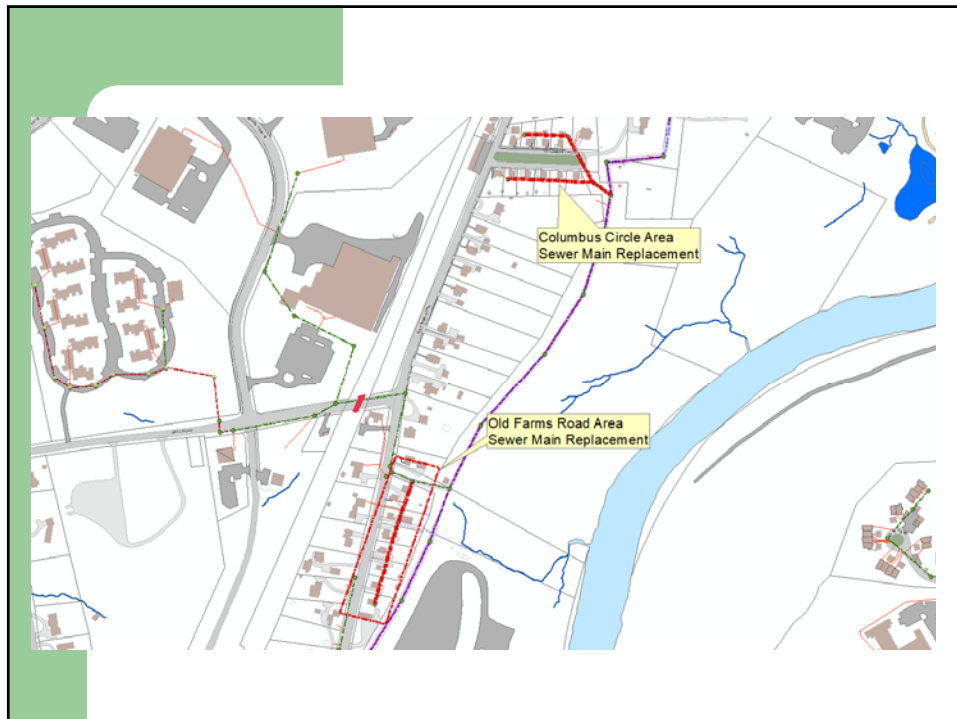 Columbus Circle Area
Sewer Main Replacement
Old Farms Road Area
Sewer Main Replacement